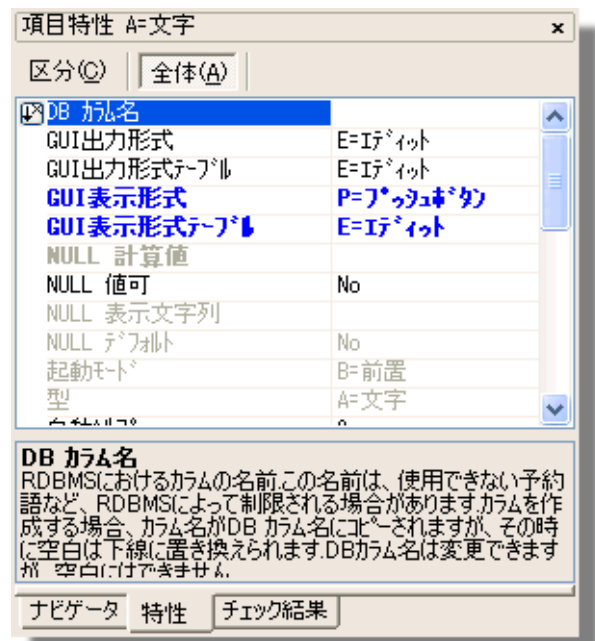 項目特性 A=文字 x
区分(C) 全体(A)
DB ｶﾗﾑ名
GUI出力形式 E=ｴﾃﾞｨｯﾄ
GUI出力形式ﾃｰﾌﾞﾙ E=ｴﾃﾞｨｯﾄ
GUI表示形式 P=ﾌﾟｯｼｭﾎﾞﾀﾝ
GUI表示形式ﾃｰﾌﾞﾙ E=ｴﾃﾞｨｯﾄ
NULL 計算値
NULL 値可 No
NULL 表示文字列
NULL ﾃﾞﾌｫﾙﾄ No
起動ﾓｰﾄﾞ B=前置
型 A=文字
DB ｶﾗﾑ名
RDBMSにおけるｶﾗﾑの名前.この名前は、使用できない予約
語など、RDBMSによって制限される場合があります.ｶﾗﾑを作
成する場合、ｶﾗﾑ名がDB ｶﾗﾑ名にｺﾋﾟｰされますが、その時
に空白は下線に置き換えられます.DBｶﾗﾑ名は変更できます
が、空白にはできません
ナビゲータ 特性 チェック結果